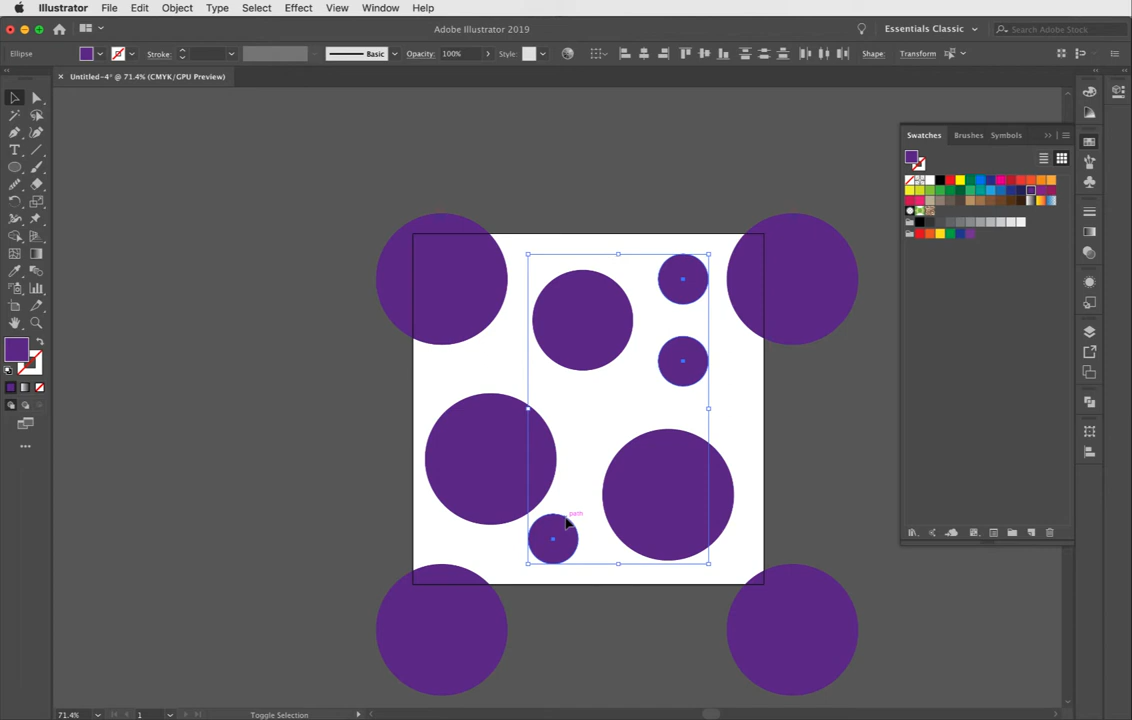 Illustrator File Edit Object Type Select Effect View Window Help
Adobe Illustrator 2019
Essentials Classic
Search Adobe Stock
Ellipse
Stroke:
Basic
Opacity: 100%
Style:
Shape:
Transform
× Untitled-4* @ 71.4% (CMYK/GPU Preview)
Swatches Brushes Symbols
path
71.4%
1
Toggle Selection